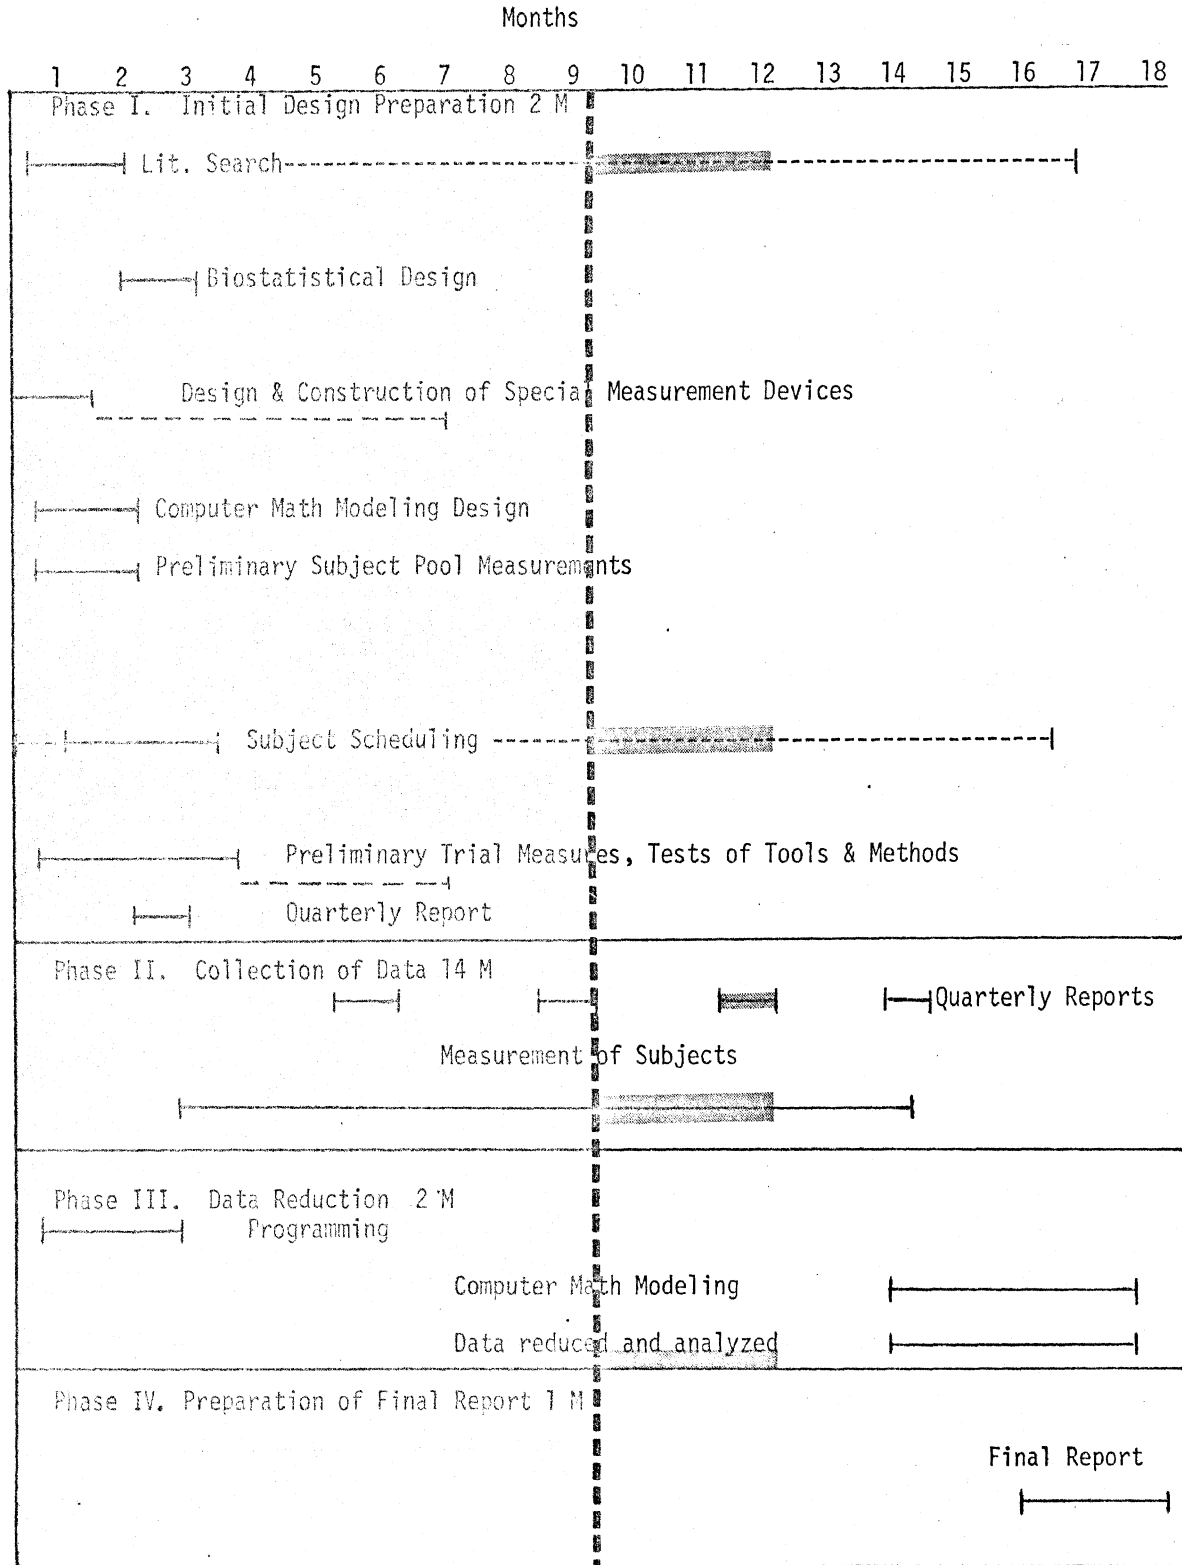 Months
1 2 3 4 5 6 7 8 9 10 11 12 13 14 15 16 17 18
Phase I. Initial Design Preparation 2 M
Lit. Search
Biostatistical Design
Design & Construction of Special Measurement Devices
Computer Math Modeling Design
Preliminary Subject Pool Measurements
Subject Scheduling
Preliminary Trial Measures, Tests of Tools & Methods
Quarterly Report
Phase II. Collection of Data 14 M
Quarterly Reports
Measurement of Subjects
Phase III. Data Reduction 2 M
Programming
Computer Math Modeling
Data reduced and analyzed
Phase IV. Preparation of Final Report 1 M
Final Report